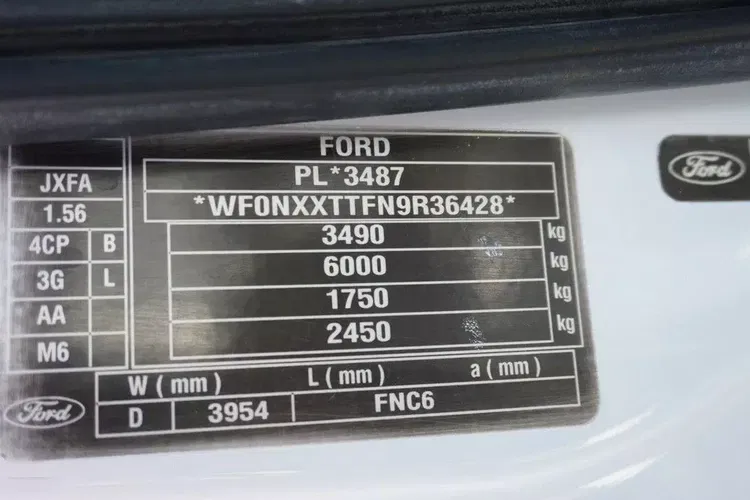 FORD
PL*3487
*WF0NXXTTFN9R36428*
JXFA
1.56
4CP B
3G L
AA
M6
3490 kg
6000 kg
1750 kg
2450 kg
W (mm) L (mm) a (mm)
D 3954 FNC6
Ford
Ford